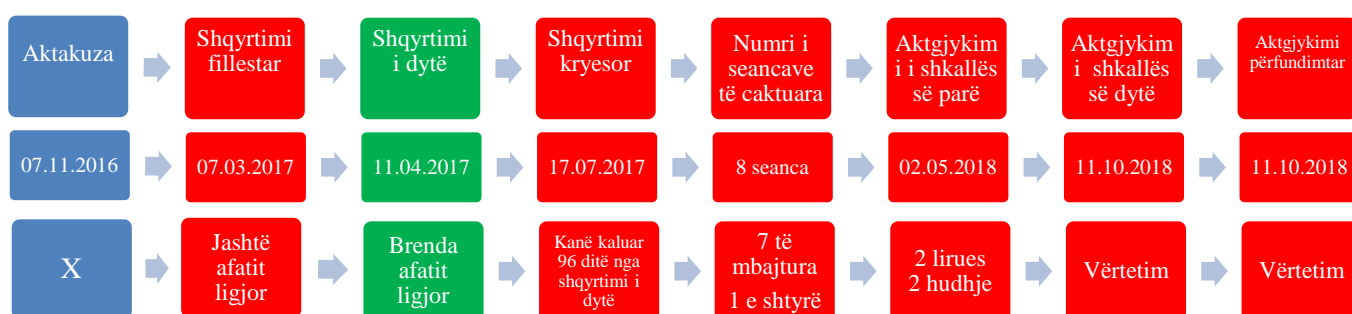 Aktakuza
Shqyrtimi
fillestar
Shqyrtimi
i dytë
Shqyrtimi
kryesor
Numri i
seancave
të caktuara
Aktgjykim
i i shkallës
së parë
Aktgjykim
i shkallës
së dytë
Aktgjykimi
përfundimtar
07.11.2016
07.03.2017
11.04.2017
17.07.2017
8 seanca
02.05.2018
11.10.2018
11.10.2018
X
Jashtë
afatit
ligjor
Brenda
afatit
ligjor
Kanë kaluar
96 ditë nga
shqyrtimi i
dytë
7 të
mbajtura
1 e shtyrë
2 lirues
2 hudhje
Vërtetim
Vërtetim